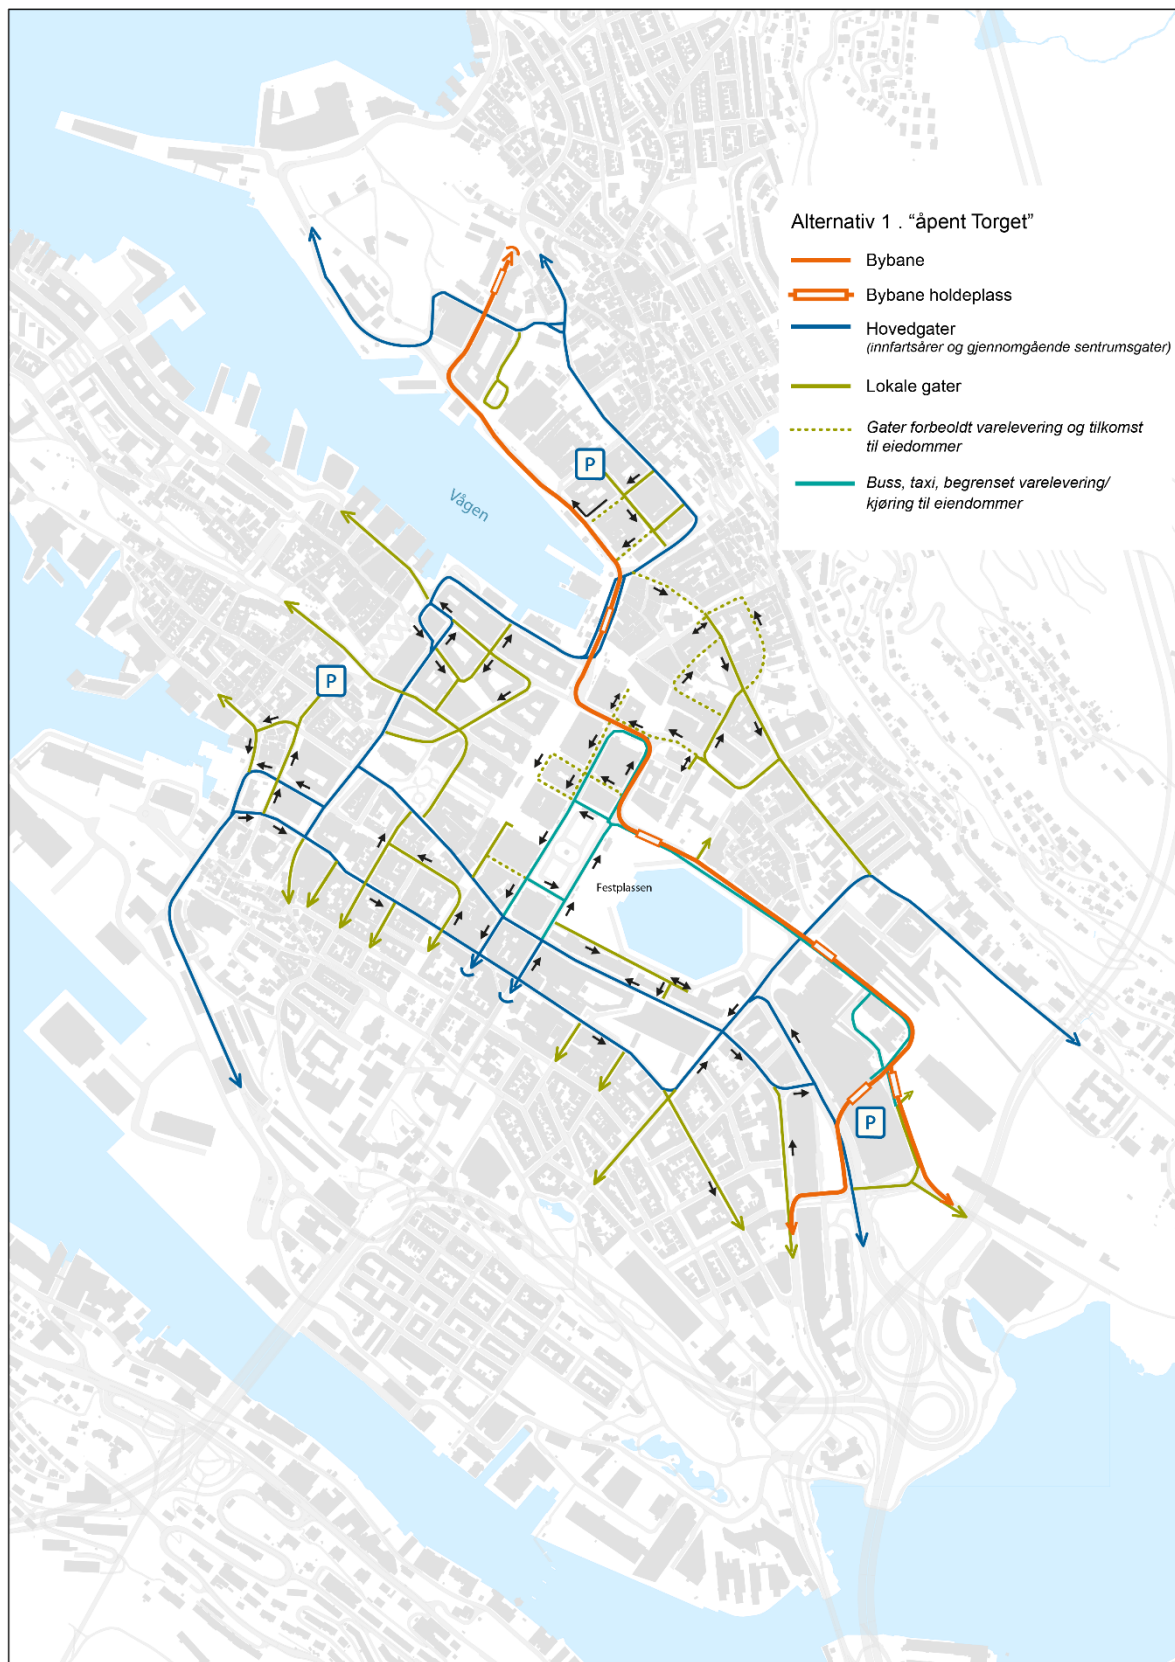 Alternativ 1 . "åpent Torget"
Bybane
Bybane holdeplass
Hovedgater
(innfartsårer og gjennomgående sentrumsgater)
Lokale gater
Gater forbeoldt varelevering og tilkomst
til eiedommer
Buss, taxi, begrenset varelevering/
kjøring til eiendommer
P
Vågen
P
Festplassen
P